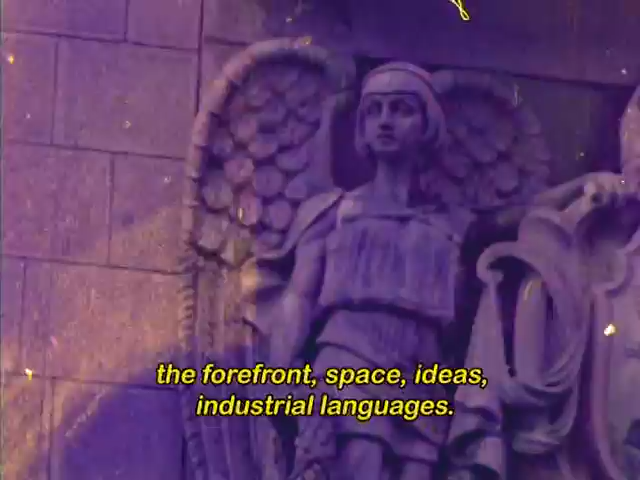 the forefront, space, ideas,
industrial languages.